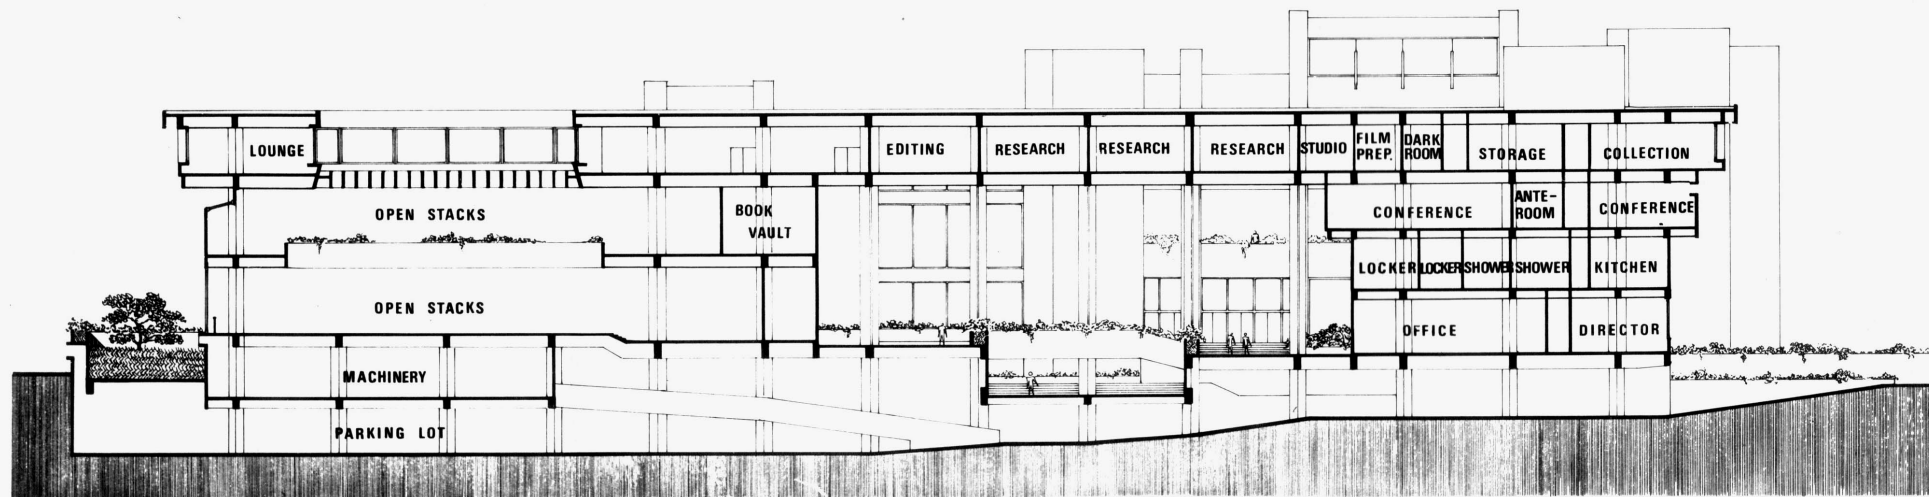 LOUNGE
EDITING
RESEARCH
RESEARCH
RESEARCH
STUDIO
FILM
PREP.
DARK
ROOM
STORAGE
COLLECTION
OPEN STACKS
BOOK
VAULT
CONFERENCE
ANTE-
ROOM
CONFERENCE
OPEN STACKS
LOCKER
LOCKER
SHOWER
SHOWER
KITCHEN
OFFICE
DIRECTOR
MACHINERY
PARKING LOT